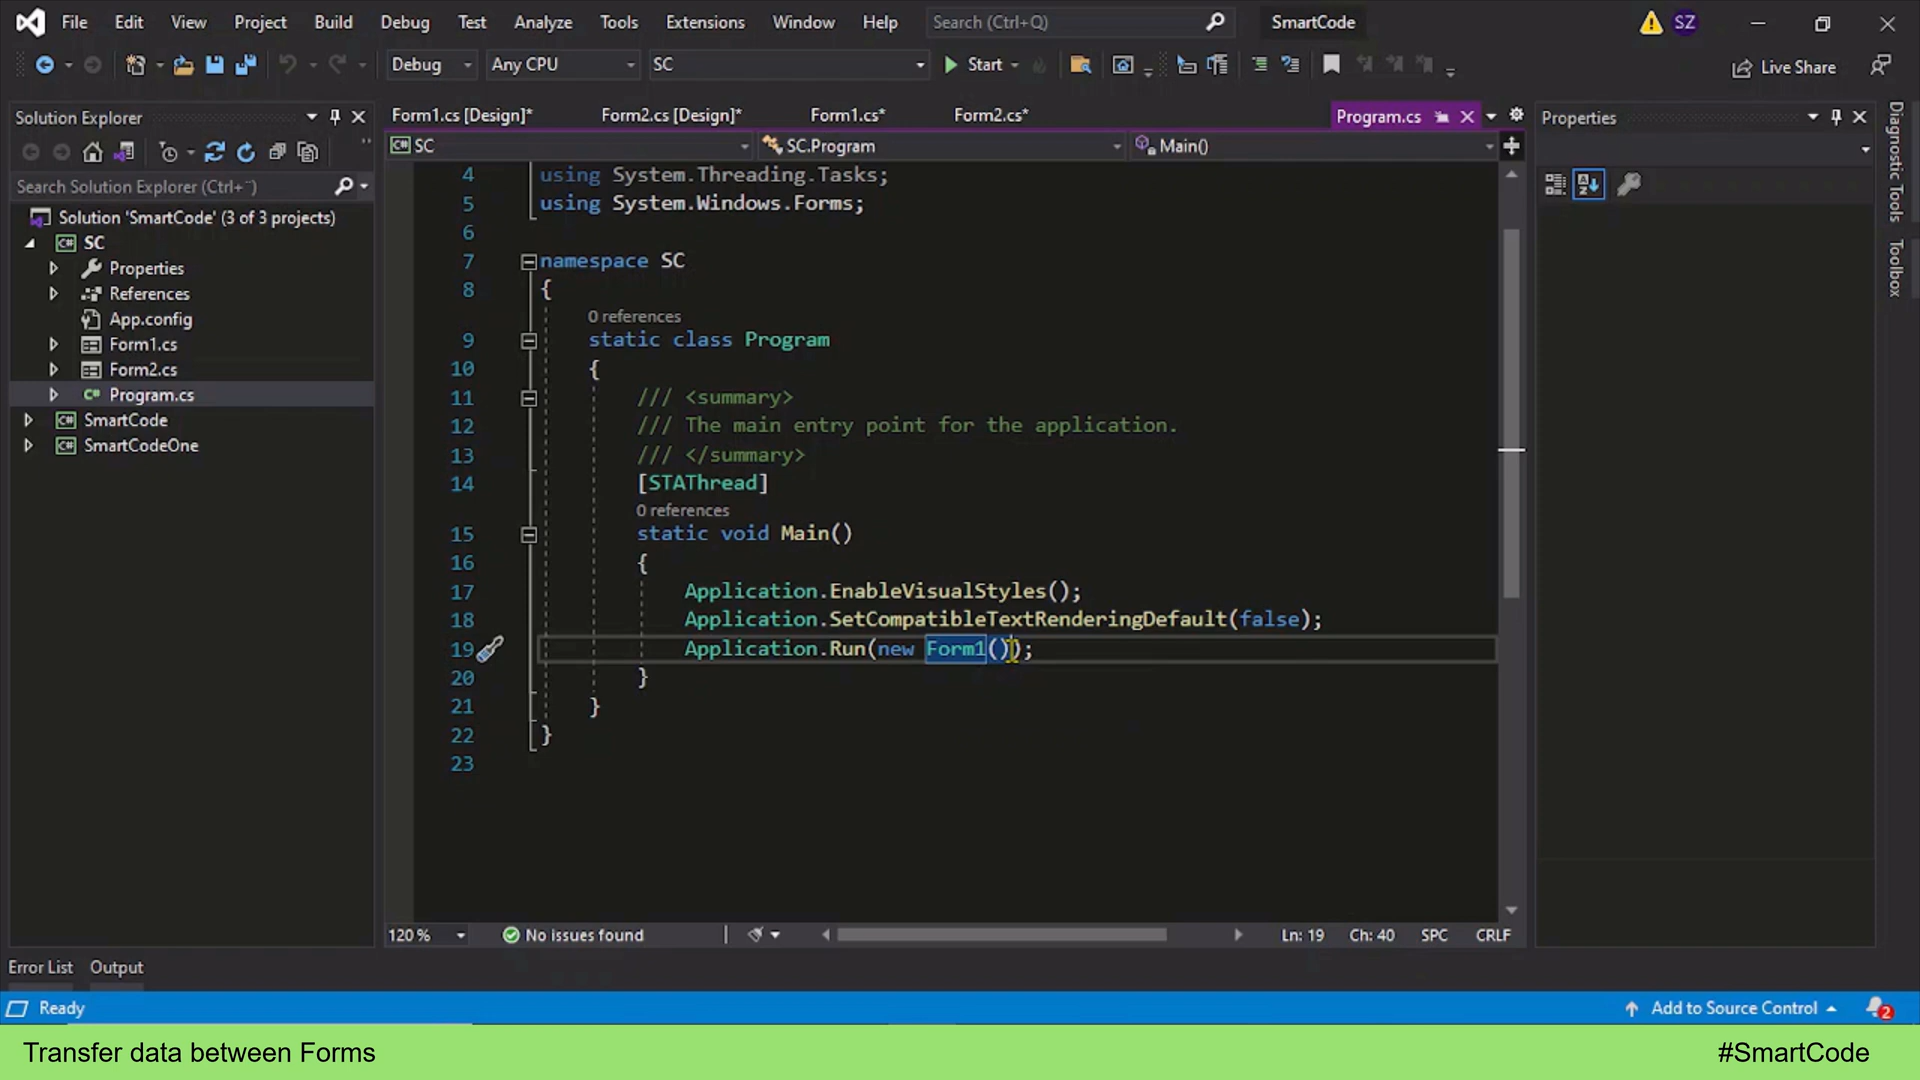 File Edit View Project Build Debug Test Analyze Tools Extensions Window Help Search (Ctrl+Q) SmartCode SZ
Debug Any CPU SC Start Live Share
Solution Explorer
Search Solution Explorer (Ctrl+¨)
Solution 'SmartCode' (3 of 3 projects)
SC
Properties
References
App.config
Form1.cs
Form2.cs
Program.cs
SmartCode
SmartCodeOne
Form1.cs [Design]* Form2.cs [Design]* Form1.cs* Form2.cs* Program.cs
SC SC.Program Main()
4 using System.Threading.Tasks;
5 using System.Windows.Forms;
6
7 namespace SC
8 {
0 references
9 static class Program
10 {
11 /// <summary>
12 /// The main entry point for the application.
13 /// </summary>
14 [STAThread]
0 references
15 static void Main()
16 {
17 Application.EnableVisualStyles();
18 Application.SetCompatibleTextRenderingDefault(false);
19 Application.Run(new Form1());
20 }
21 }
22 }
23
120 % No issues found Ln: 19 Ch: 40 SPC CRLF
Properties
Diagnostic Tools
Toolbox
Error List Output
Ready Add to Source Control 2
Transfer data between Forms #SmartCode